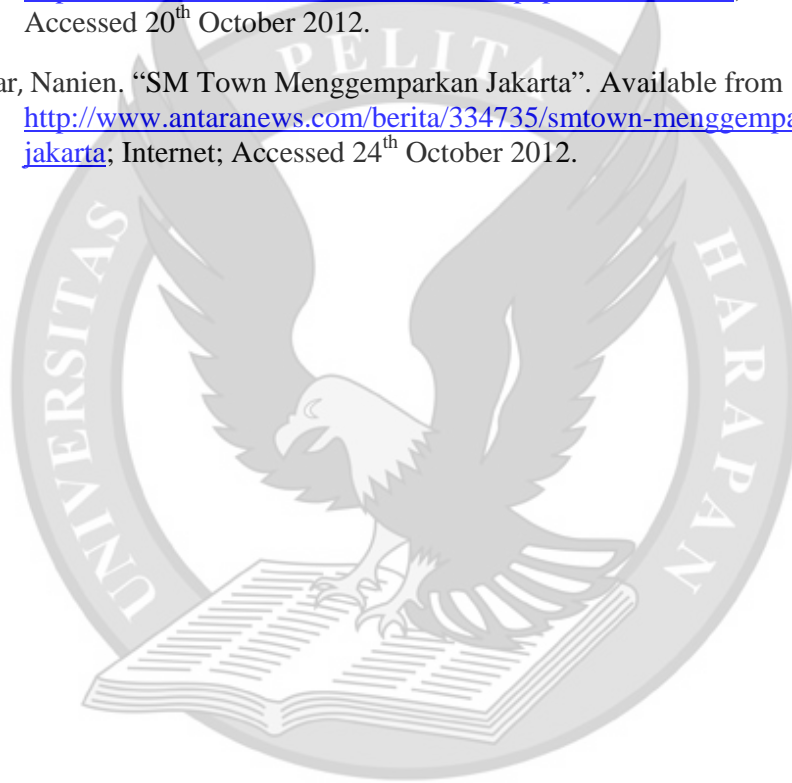 Accessed 20th October 2012.
ar, Nanien. “SM Town Menggemparkan Jakarta”. Available from
http://www.antaranews.com/berita/334735/smtown-menggempa
jakarta; Internet; Accessed 24th October 2012.
UNIVERSITAS PELITA HARAPAN